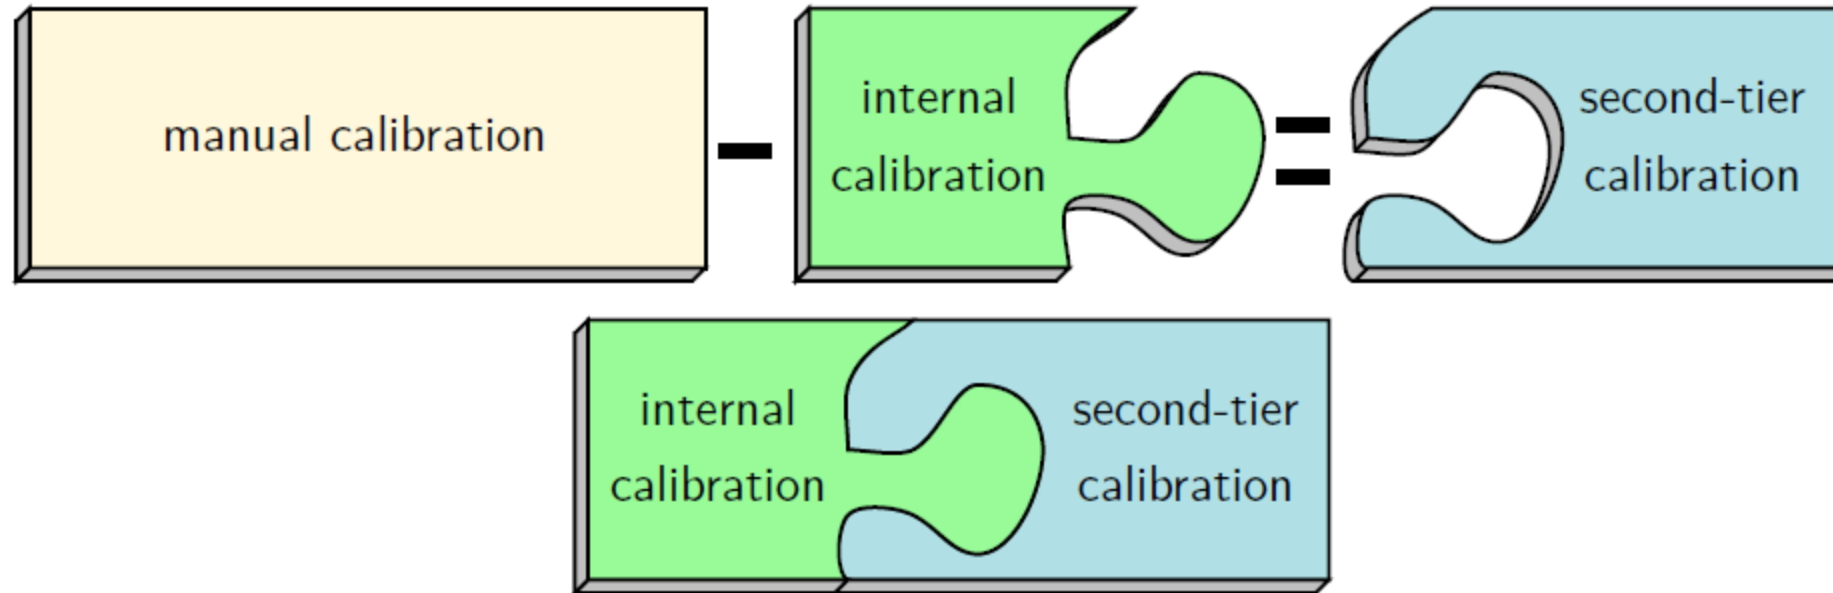 manual calibration
internal
calibration
second-tier
calibration
internal
calibration
second-tier
calibration